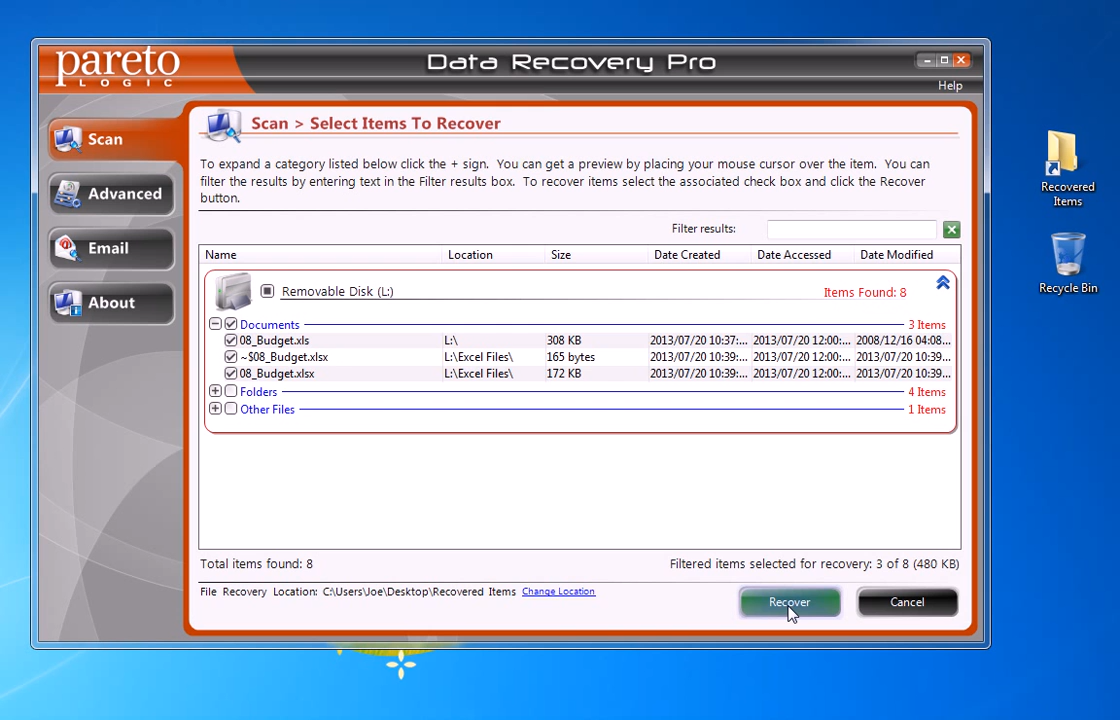 pareto
LOGIC
Data Recovery Pro
Help
Scan
Advanced
Email
About
Scan > Select Items To Recover
To expand a category listed below click the + sign. You can get a preview by placing your mouse cursor over the item. You can
filter the results by entering text in the Filter results box. To recover items select the associated check box and click the Recover
button.
Filter results:
Name Location Size Date Created Date Accessed Date Modified
Removable Disk (L:) Items Found: 8
Documents 3 Items
08_Budget.xls L:\ 308 KB 2013/07/20 10:37:... 2013/07/20 12:00:... 2008/12/16 04:08...
~$08_Budget.xlsx L:\Excel Files\ 165 bytes 2013/07/20 10:39:... 2013/07/20 12:00:... 2013/07/20 10:39...
08_Budget.xlsx L:\Excel Files\ 172 KB 2013/07/20 10:39:... 2013/07/20 12:00:... 2013/07/20 10:39...
Folders 4 Items
Other Files 1 Items
Total items found: 8 Filtered items selected for recovery: 3 of 8 (480 KB)
File Recovery Location: C:\Users\Joe\Desktop\Recovered Items Change Location
Recover
Cancel
Recovered
Items
Recycle Bin